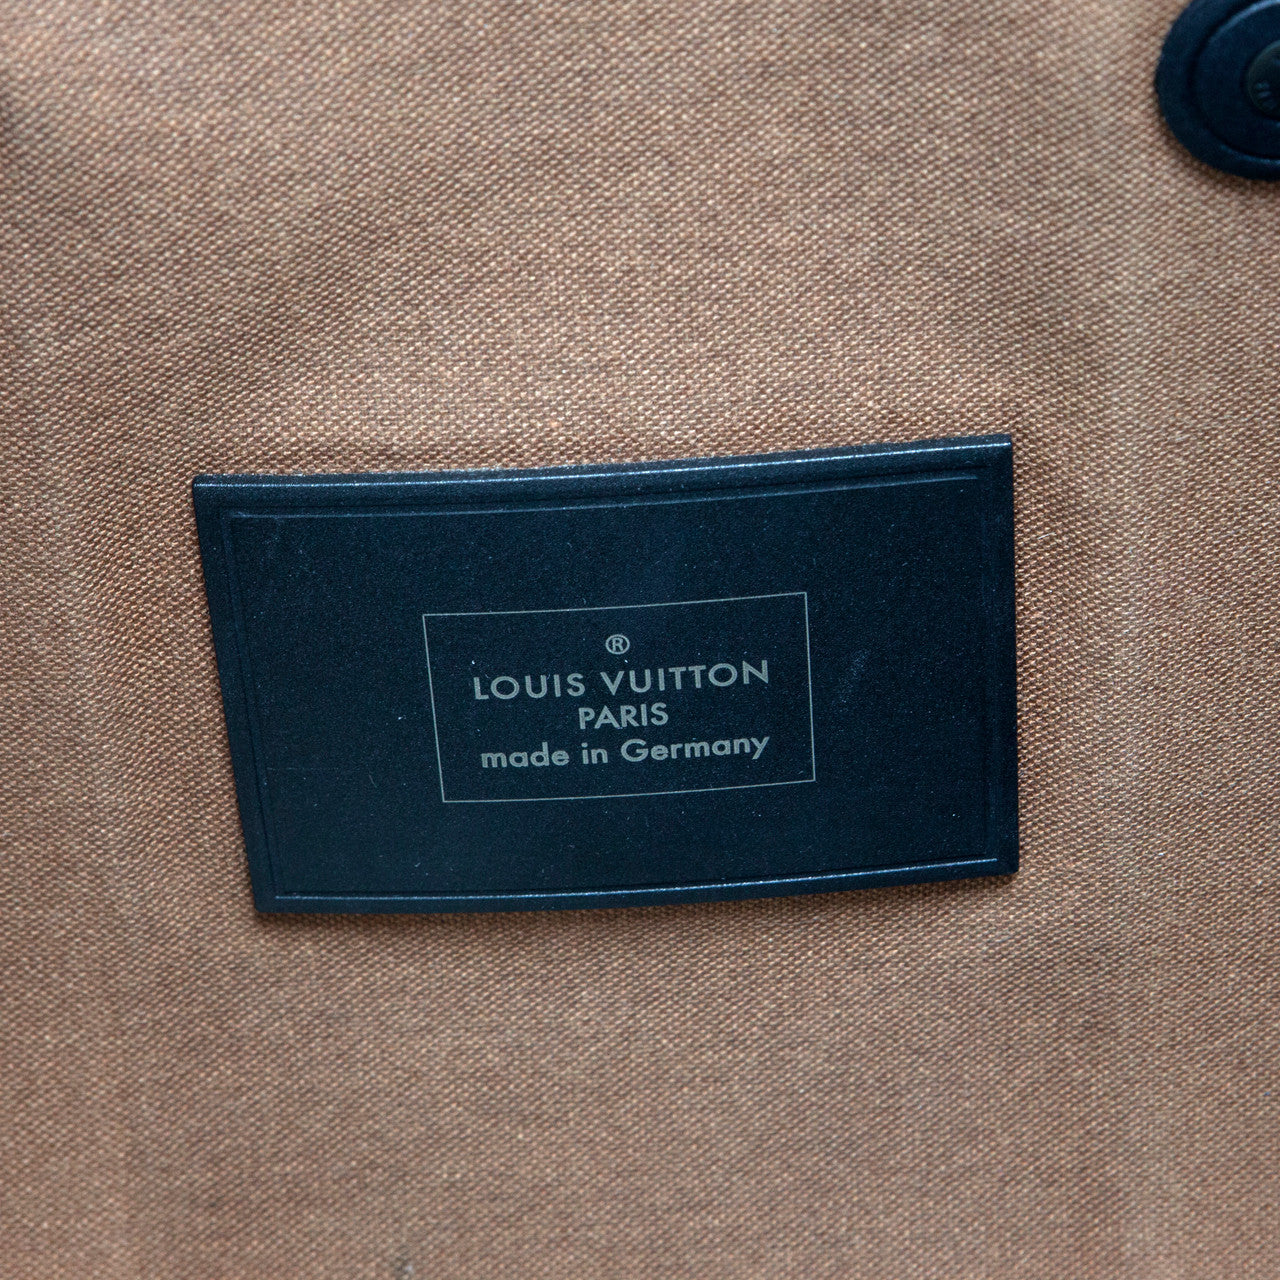 ®
LOUIS VUITTON
PARIS
made in Germany